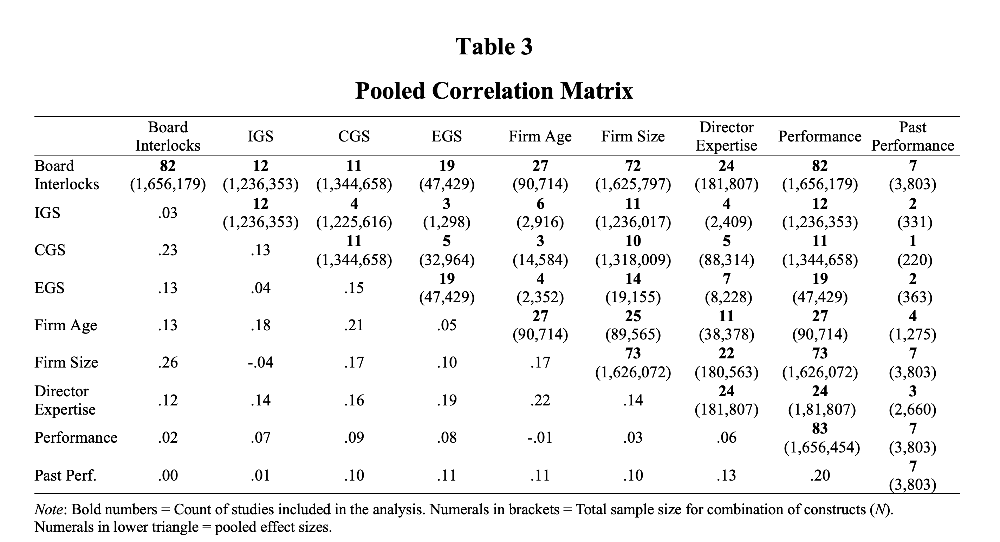 Table 3
Pooled Correlation Matrix
Board Interlocks IGS CGS EGS Firm Age Firm Size Director Expertise Performance Past Performance
Board Interlocks 82 (1,656,179) 12 (1,236,353) 11 (1,344,658) 19 (47,429) 27 (90,714) 72 (1,625,797) 24 (181,807) 82 (1,656,179) 7 (3,803)
IGS .03 12 (1,236,353) 4 (1,225,616) 3 (1,298) 6 (2,916) 11 (1,236,017) 4 (2,409) 12 (1,236,353) 2 (331)
CGS .23 .13 11 (1,344,658) 5 (32,964) 3 (14,584) 10 (1,318,009) 5 (88,314) 11 (1,344,658) 1 (220)
EGS .13 .04 .15 19 (47,429) 4 (2,352) 14 (19,155) 7 (8,228) 19 (47,429) 2 (363)
Firm Age .13 .18 .21 .05 27 (90,714) 25 (89,565) 11 (38,378) 27 (90,714) 4 (1,275)
Firm Size .26 -.04 .17 .10 .17 73 (1,626,072) 22 (180,563) 73 (1,626,072) 7 (3,803)
Director Expertise .12 .14 .16 .19 .22 .14 24 (181,807) 24 (1,81,807) 3 (2,660)
Performance .02 .07 .09 .08 -.01 .03 .06 83 (1,656,454) 7 (3,803)
Past Perf. .00 .01 .10 .11 .11 .10 .13 .20 7 (3,803)
Note: Bold numbers = Count of studies included in the analysis. Numerals in brackets = Total sample size for combination of constructs (N).
Numerals in lower triangle = pooled effect sizes.